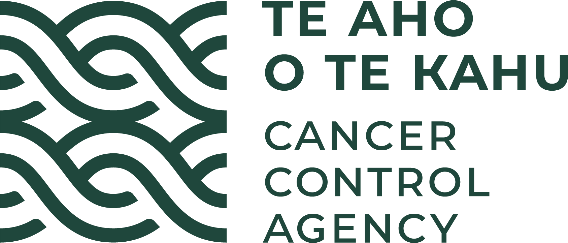 TE AHO
O TE KAHU
CANCER
CONTROL
AGENCY